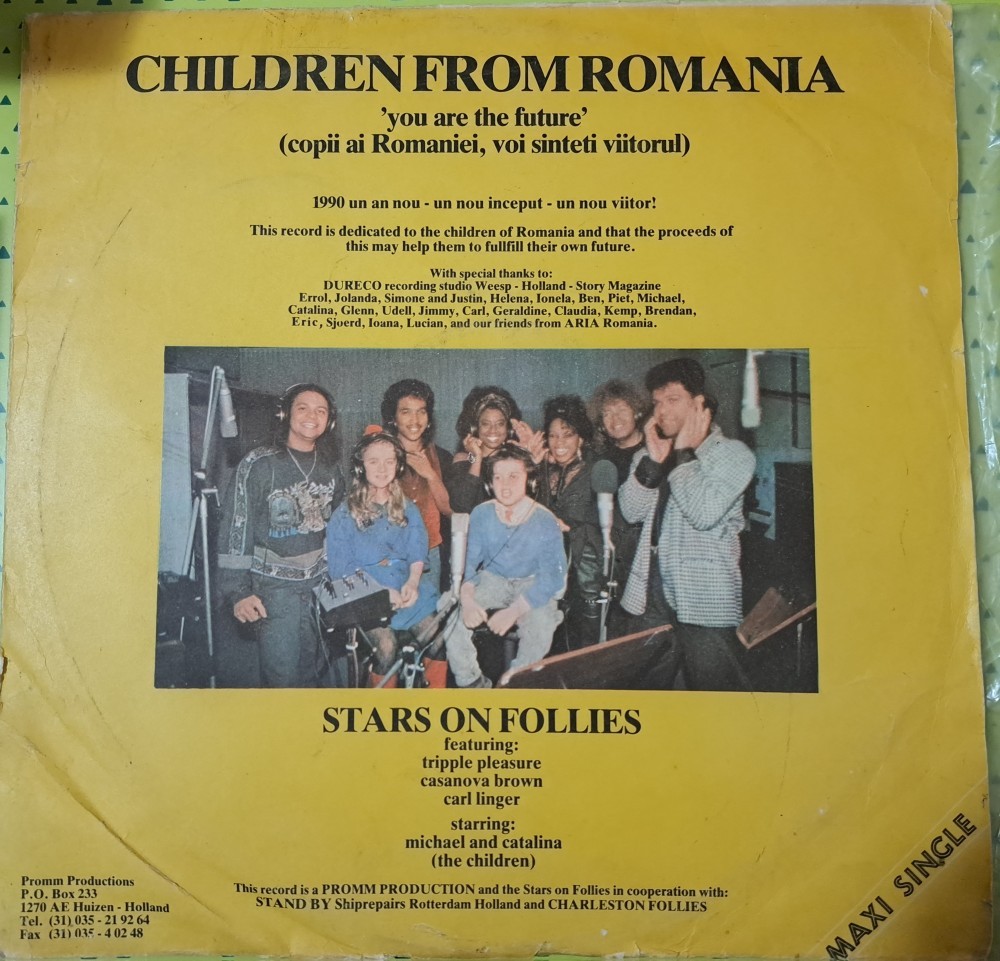 CHILDREN FROM ROMANIA
'you are the future'
(copii ai Romaniei, voi sinteti viitorul)
1990 un an nou - un nou inceput - un nou viitor!
This record is dedicated to the children of Romania and that the proceeds of
this may help them to fullfill their own future.
With special thanks to:
DURECO recording studio Weesp - Holland - Story Magazine
Errol, Jolanda, Simone and Justin, Helena, Ionela, Ben, Piet, Michael,
Catalina, Glenn, Udell, Jimmy, Carl, Geraldine, Claudia, Kemp, Brendan,
Eric, Sjoerd, Ioana, Lucian, and our friends from ARIA Romania.
STARS ON FOLLIES
featuring:
tripple pleasure
casanova brown
carl linger
starring:
michael and catalina
(the children)
This record is a PROMM PRODUCTION and the Stars on Follies in cooperation with:
STAND BY Shiprepairs Rotterdam Holland and CHARLESTON FOLLIES
Promm Productions
P.O. Box 233
1270 AE Huizen - Holland
Tel. (31) 035 - 21 92 64
Fax (31) 035 - 4 02 48
MAXI SINGLE